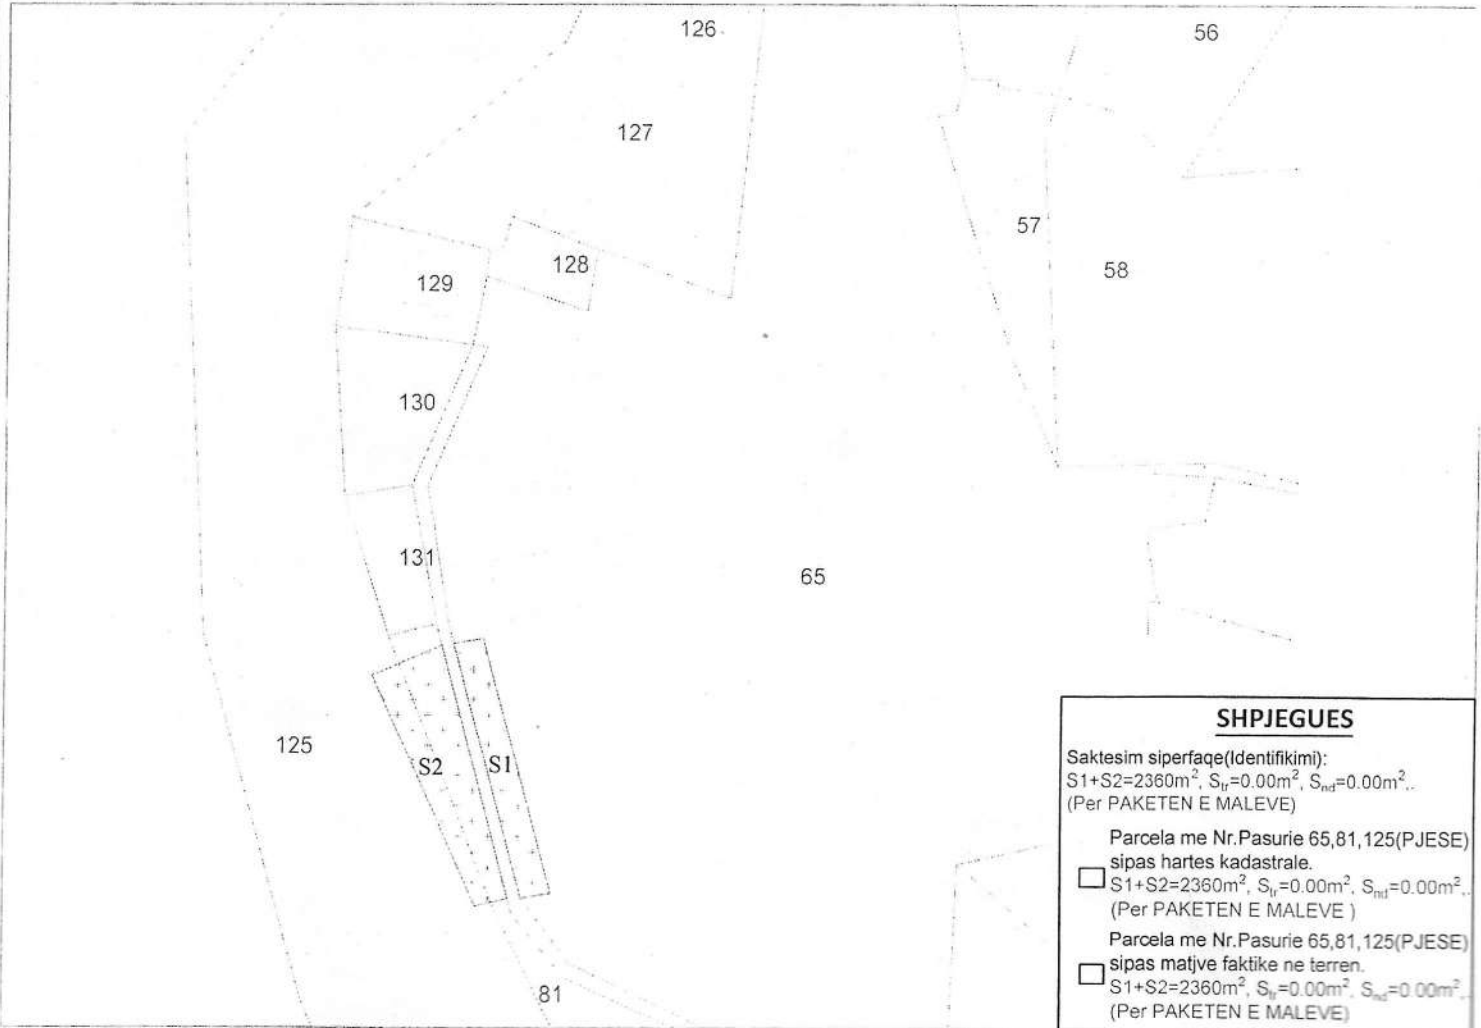 126
56
127
57
128
58
129
130
131
65
125
S2
S1
81
SHPJEGUES
Saktesim siperfaqe(Identifikimi):
S1+S2=2360m², Str=0.00m², Snd=0.00m²..
(Per PAKETEN E MALEVE)
Parcela me Nr.Pasurie 65,81,125(PJESE)
sipas hartes kadastrale.
S1+S2=2360m², Str=0.00m², Snd=0.00m²..
(Per PAKETEN E MALEVE )
Parcela me Nr.Pasurie 65,81,125(PJESE)
sipas matjve faktike ne terren.
S1+S2=2360m², Str=0.00m², Snd=0.00m²..
(Per PAKETEN E MALEVE)